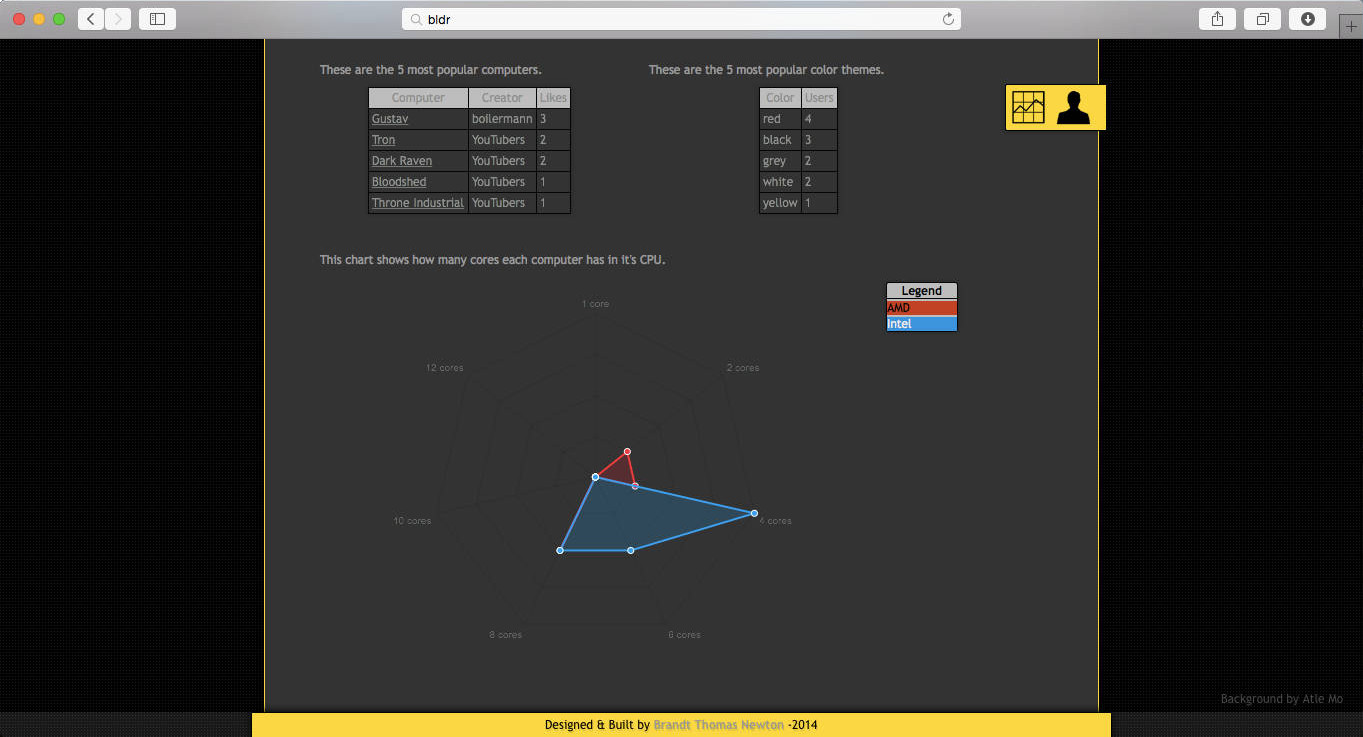 bldr
These are the 5 most popular computers.
Computer Creator Likes
Gustav boilermann 3
Tron YouTubers 2
Dark Raven YouTubers 2
Bloodshed YouTubers 1
Throne Industrial YouTubers 1
These are the 5 most popular color themes.
Color Users
red 4
black 3
grey 2
white 2
yellow 1
This chart shows how many cores each computer has in it's CPU.
Legend
AMD
Intel
1 core
12 cores
2 cores
10 cores
4 cores
8 cores
6 cores
Background by Atle Mo
Designed & Built by Brandt Thomas Newton -2014